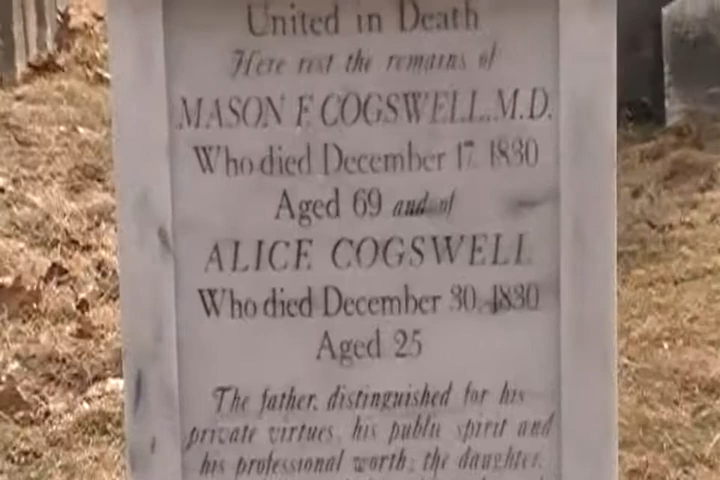 United in Death
Here rest the remains of
MASON F. COGSWELL. M.D.
Who died December 17, 1830
Aged 69 and of
ALICE COGSWELL
Who died December 30, 1830
Aged 25
The father, distinguished for his
private virtues, his public spirit and
his professional worth; the daughter,